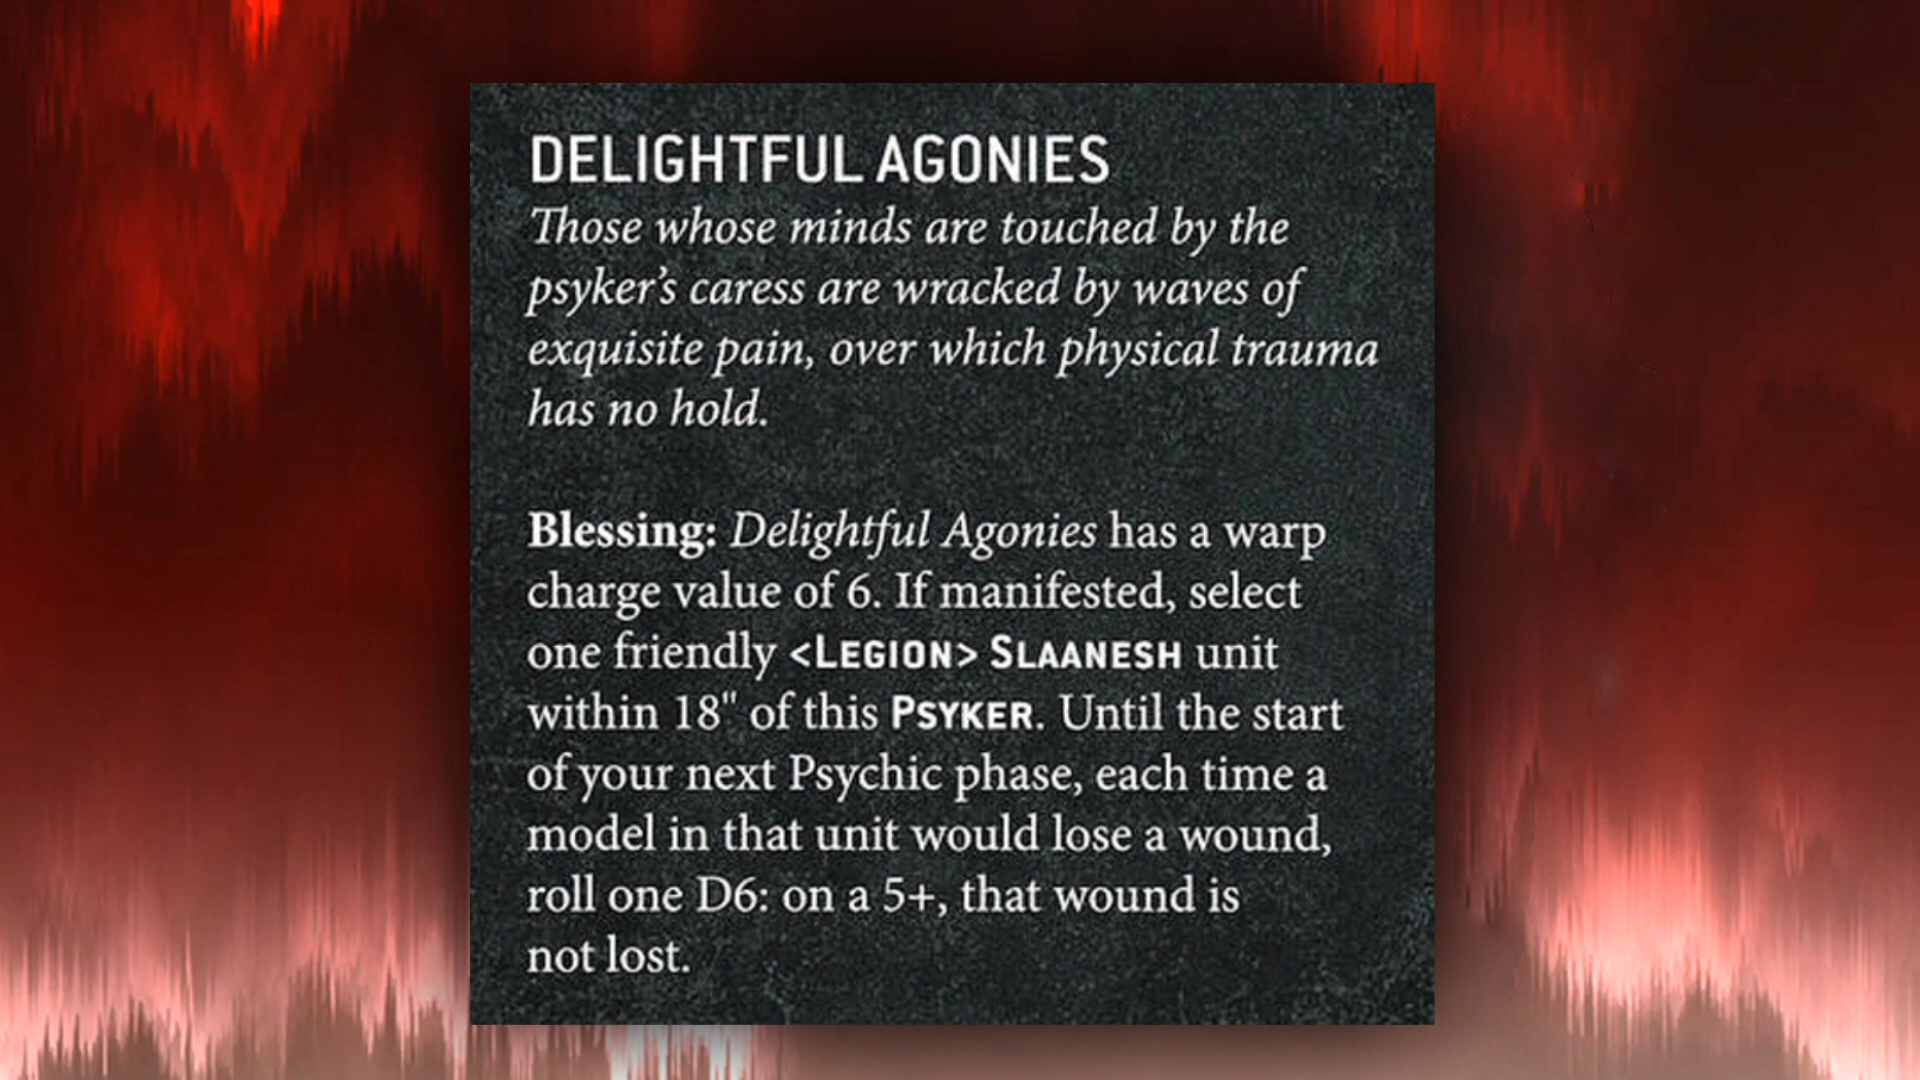 DELIGHTFUL AGONIES
Those whose minds are touched by the
psyker’s caress are wracked by waves of
exquisite pain, over which physical trauma
has no hold.
Blessing: Delightful Agonies has a warp
charge value of 6. If manifested, select
one friendly <LEGION> SLAANESH unit
within 18" of this PSYKER. Until the start
of your next Psychic phase, each time a
model in that unit would lose a wound,
roll one D6: on a 5+, that wound is
not lost.